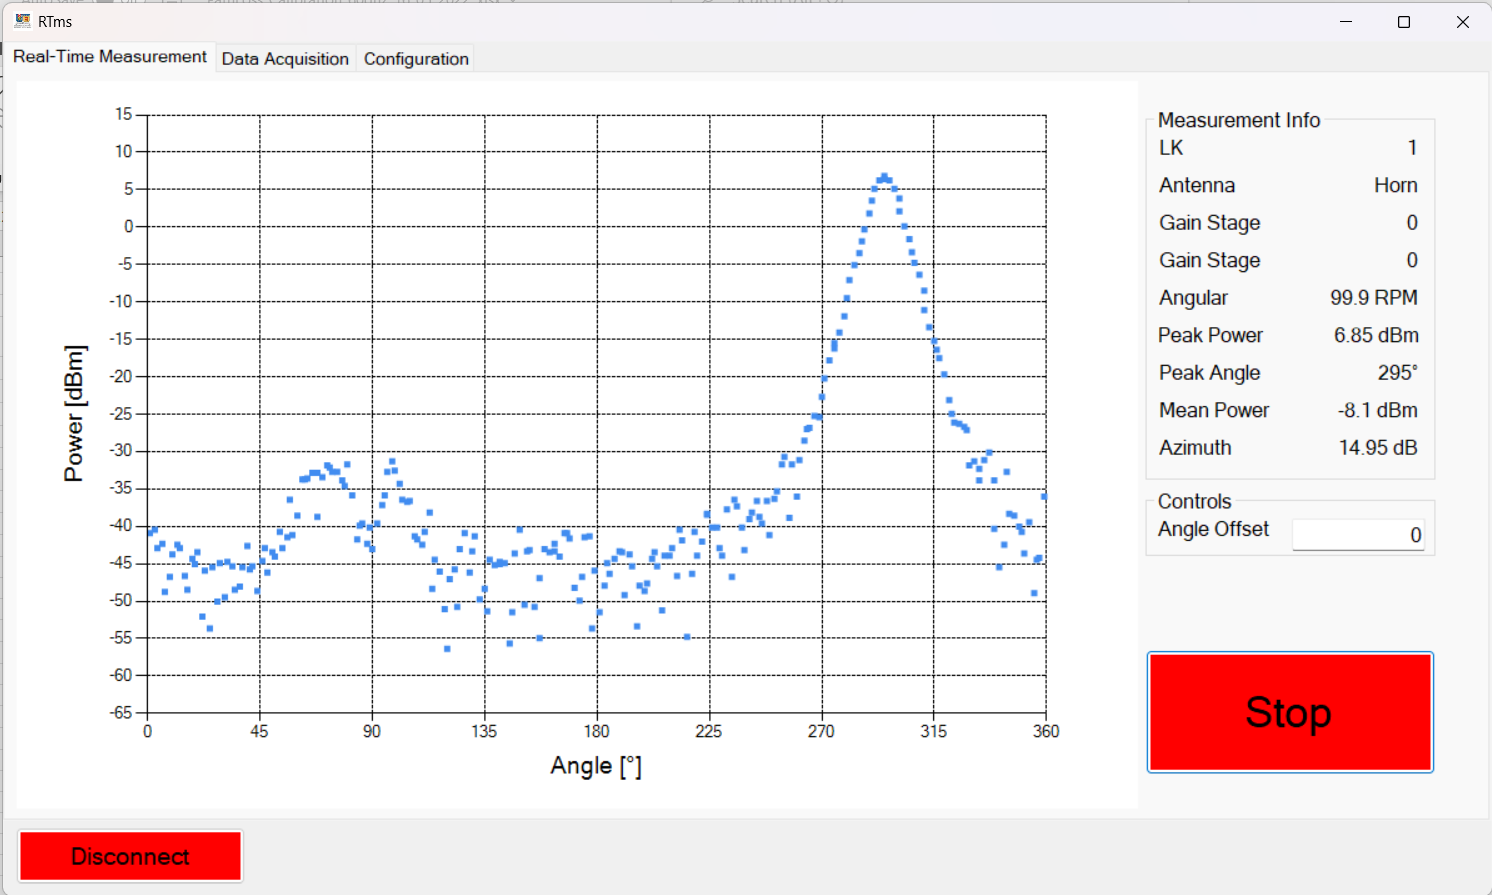 RTms
Real-Time Measurement Data Acquisition Configuration
15
10
5
0
-5
-10
-15
-20
-25
-30
-35
-40
-45
-50
-55
-60
-65
Power [dBm]
0 45 90 135 180 225 270 315 360
Angle [°]
Measurement Info
LK 1
Antenna Horn
Gain Stage 0
Gain Stage 0
Angular 99.9 RPM
Peak Power 6.85 dBm
Peak Angle 295°
Mean Power -8.1 dBm
Azimuth 14.95 dB
Controls
Angle Offset 0
Stop
Disconnect